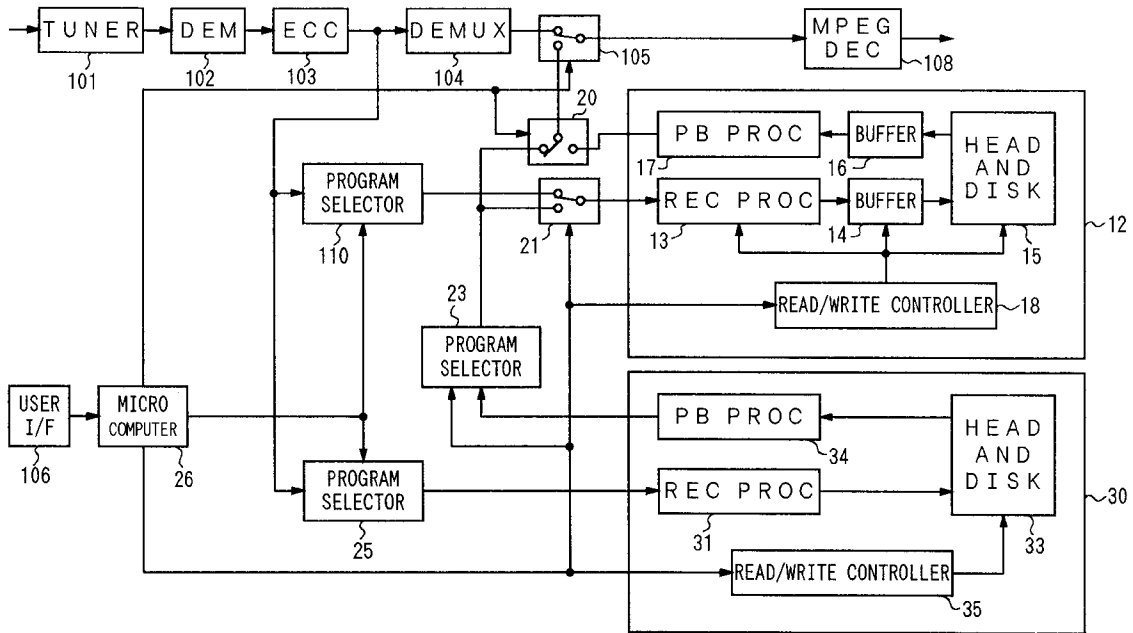 TUNER
DEM
ECC
DEMUX
MPEG
DEC
101
102
103
104
105
108
20
PB PROC
BUFFER
HEAD
AND
DISK
17
16
PROGRAM
SELECTOR
REC PROC
BUFFER
110
21
13
14
15
12
23
READ/WRITE CONTROLLER
18
PROGRAM
SELECTOR
USER
I/F
MICRO
COMPUTER
PB PROC
HEAD
AND
DISK
106
26
34
PROGRAM
SELECTOR
REC PROC
30
25
31
33
READ/WRITE CONTROLLER
35